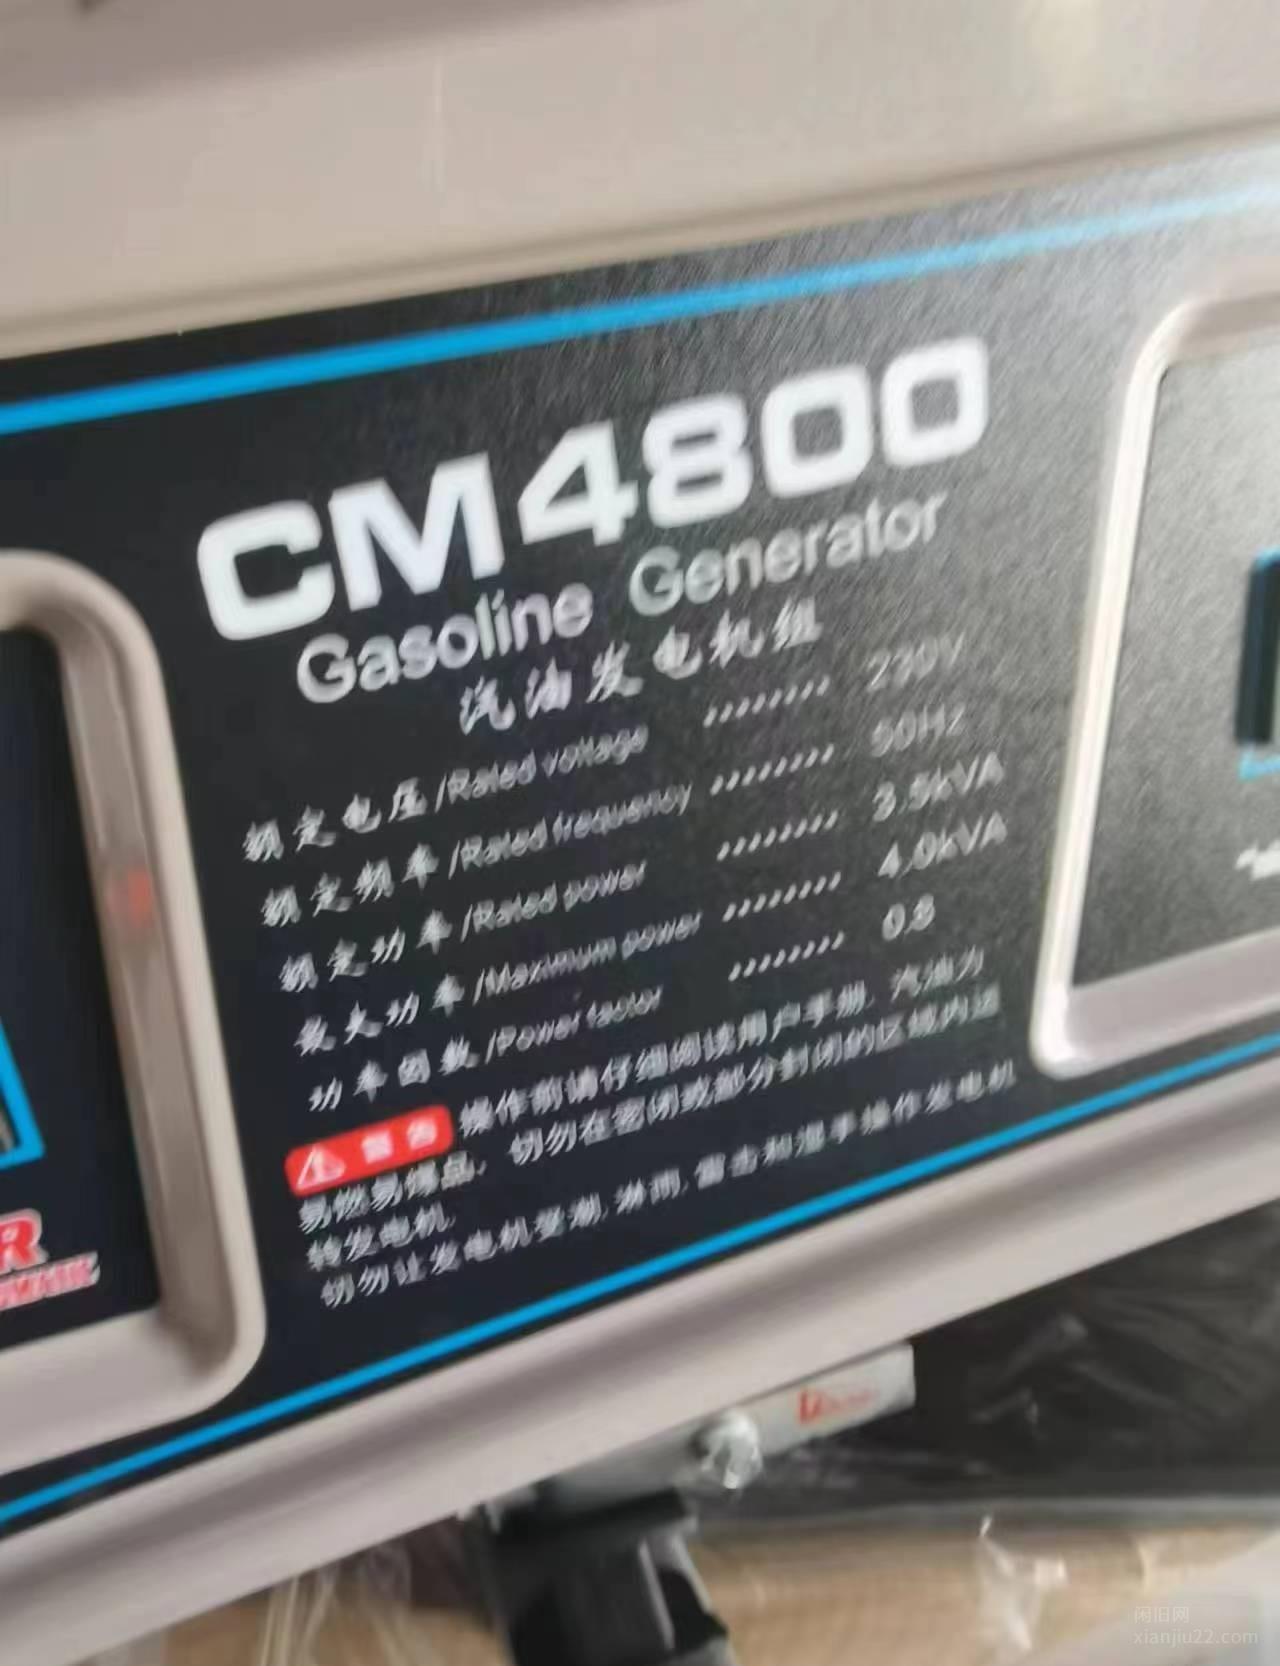 CM4800
Gasoline Generator
汽油发电机组
额定电压/Rated voltage ........ 230V
额定频率/Rated frequency ........ 50Hz
额定功率/Rated power ........ 3.5kVA
最大功率/Maximum power ........ 4.0kVA
功率因数/Power factor ........ 0.8
警告 操作前请仔细阅读用户手册，汽油为
易燃易爆品，切勿在密闭或部分封闭的区域内运
转发电机，
切勿让发电机受潮，淋雨，雷击和湿手操作发电机
R
闲旧网
xianjiu22.com